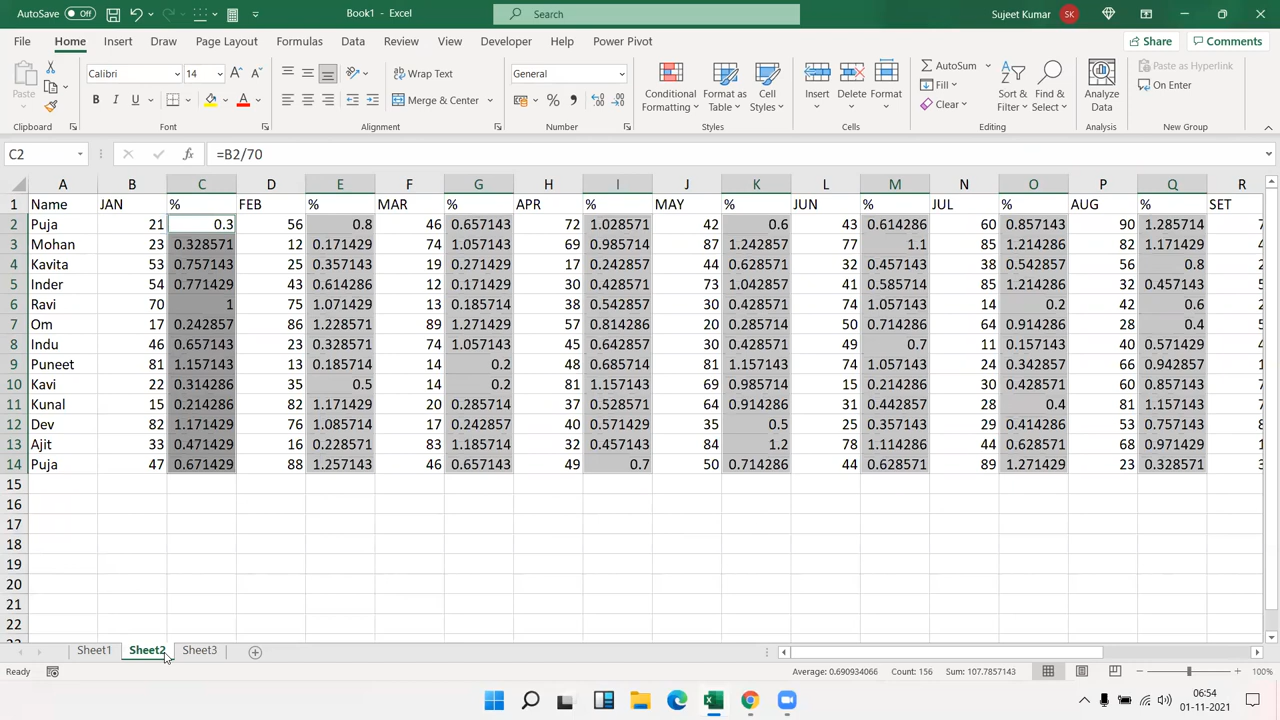 AutoSave Off Book1 - Excel Search Sujeet Kumar SK
File Home Insert Draw Page Layout Formulas Data Review View Developer Help Power Pivot Share Comments
Paste Calibri 14 A A Wrap Text General Conditional Formatting Format as Table Cell Styles Insert Delete Format AutoSum Fill Clear Sort & Filter Find & Select Analyze Data Paste as Hyperlink On Enter
B I U A Merge & Center % ,
Clipboard Font Alignment Number Styles Cells Editing Analysis New Group
C2 fx =B2/70
A B C D E F G H I J K L M N O P Q R
1 Name JAN % FEB % MAR % APR % MAY % JUN % JUL % AUG % SET
2 Puja 21 0.3 56 0.8 46 0.657143 72 1.028571 42 0.6 43 0.614286 60 0.857143 90 1.285714
3 Mohan 23 0.328571 12 0.171429 74 1.057143 69 0.985714 87 1.242857 77 1.1 85 1.214286 82 1.171429
4 Kavita 53 0.757143 25 0.357143 19 0.271429 17 0.242857 44 0.628571 32 0.457143 38 0.542857 56 0.8
5 Inder 54 0.771429 43 0.614286 12 0.171429 30 0.428571 73 1.042857 41 0.585714 85 1.214286 32 0.457143
6 Ravi 70 1 75 1.071429 13 0.185714 38 0.542857 30 0.428571 74 1.057143 14 0.2 42 0.6
7 Om 17 0.242857 86 1.228571 89 1.271429 57 0.814286 20 0.285714 50 0.714286 64 0.914286 28 0.4
8 Indu 46 0.657143 23 0.328571 74 1.057143 45 0.642857 30 0.428571 49 0.7 11 0.157143 40 0.571429
9 Puneet 81 1.157143 13 0.185714 14 0.2 48 0.685714 81 1.157143 74 1.057143 24 0.342857 66 0.942857
10 Kavi 22 0.314286 35 0.5 14 0.2 81 1.157143 69 0.985714 15 0.214286 30 0.428571 60 0.857143
11 Kunal 15 0.214286 82 1.171429 20 0.285714 37 0.528571 64 0.914286 31 0.442857 28 0.4 81 1.157143
12 Dev 82 1.171429 76 1.085714 17 0.242857 40 0.571429 35 0.5 25 0.357143 29 0.414286 53 0.757143
13 Ajit 33 0.471429 16 0.228571 83 1.185714 32 0.457143 84 1.2 78 1.114286 44 0.628571 68 0.971429
14 Puja 47 0.671429 88 1.257143 46 0.657143 49 0.7 50 0.714286 44 0.628571 89 1.271429 23 0.328571
15
16
17
18
19
20
21
22
Sheet1 Sheet2 Sheet3
Ready Average: 0.690934066 Count: 156 Sum: 107.7857143 100%
06:54
01-11-2021